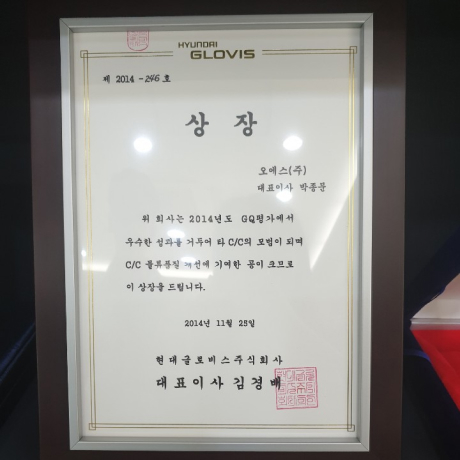 HYUNDAI
GLOVIS
제 2014 - 246 호
상 장
오에스(주)
대표이사 박종문
위 회사는 2014년도 GQ평가에서
우수한 성과를 거두어 타 C/C의 모범이 되며
C/C 물류품질 개선에 기여한 공이 크므로
이 상장을 드립니다.
2014년 11월 25일
현대글로비스주식회사
대표이사 김경배